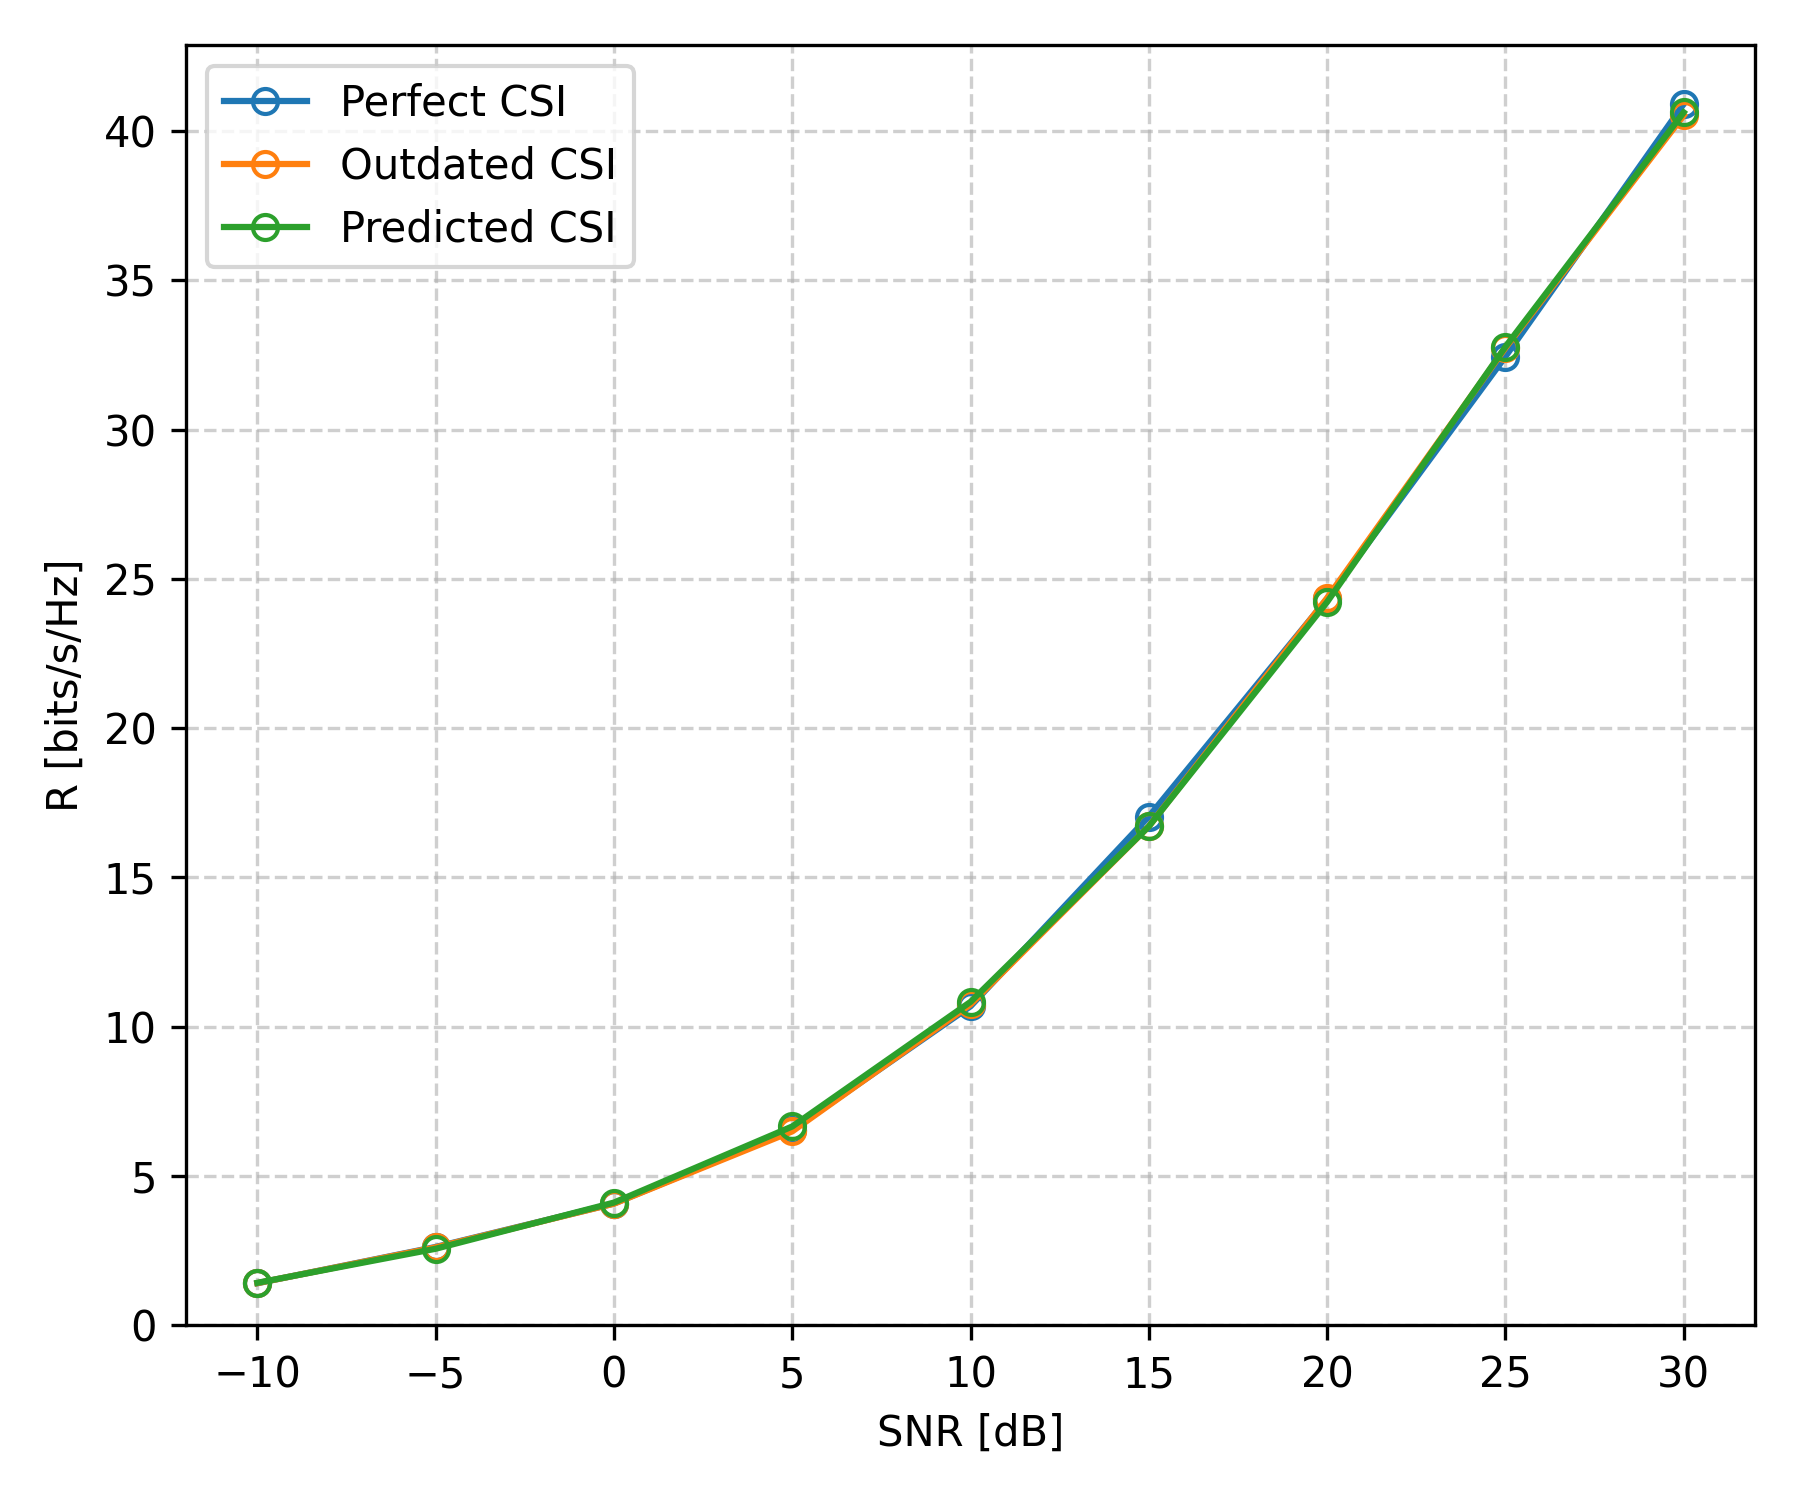 Perfect CSI
Outdated CSI
Predicted CSI
40
35
30
25
20
15
10
5
0
R [bits/s/Hz]
−10 −5 0 5 10 15 20 25 30
SNR [dB]